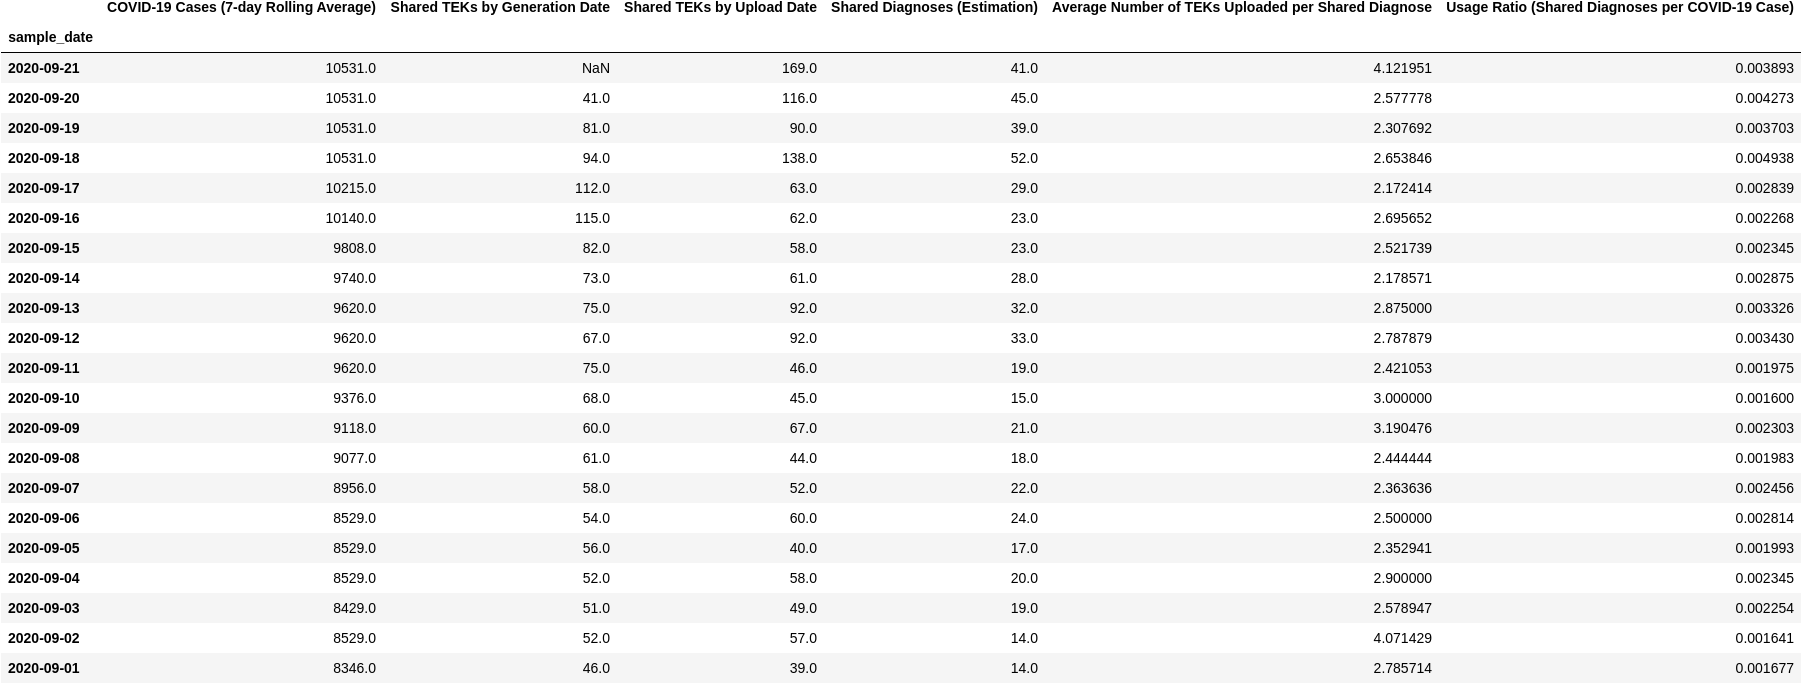 COVID-19 Cases (7-day Rolling Average) Shared TEKs by Generation Date Shared TEKs by Upload Date Shared Diagnoses (Estimation) Average Number of TEKs Uploaded per Shared Diagnose Usage Ratio (Shared Diagnoses per COVID-19 Case)
sample_date
2020-09-21 10531.0 NaN 169.0 41.0 4.121951 0.003893
2020-09-20 10531.0 41.0 116.0 45.0 2.577778 0.004273
2020-09-19 10531.0 81.0 90.0 39.0 2.307692 0.003703
2020-09-18 10531.0 94.0 138.0 52.0 2.653846 0.004938
2020-09-17 10215.0 112.0 63.0 29.0 2.172414 0.002839
2020-09-16 10140.0 115.0 62.0 23.0 2.695652 0.002268
2020-09-15 9808.0 82.0 58.0 23.0 2.521739 0.002345
2020-09-14 9740.0 73.0 61.0 28.0 2.178571 0.002875
2020-09-13 9620.0 75.0 92.0 32.0 2.875000 0.003326
2020-09-12 9620.0 67.0 92.0 33.0 2.787879 0.003430
2020-09-11 9620.0 75.0 46.0 19.0 2.421053 0.001975
2020-09-10 9376.0 68.0 45.0 15.0 3.000000 0.001600
2020-09-09 9118.0 60.0 67.0 21.0 3.190476 0.002303
2020-09-08 9077.0 61.0 44.0 18.0 2.444444 0.001983
2020-09-07 8956.0 58.0 52.0 22.0 2.363636 0.002456
2020-09-06 8529.0 54.0 60.0 24.0 2.500000 0.002814
2020-09-05 8529.0 56.0 40.0 17.0 2.352941 0.001993
2020-09-04 8529.0 52.0 58.0 20.0 2.900000 0.002345
2020-09-03 8429.0 51.0 49.0 19.0 2.578947 0.002254
2020-09-02 8529.0 52.0 57.0 14.0 4.071429 0.001641
2020-09-01 8346.0 46.0 39.0 14.0 2.785714 0.001677